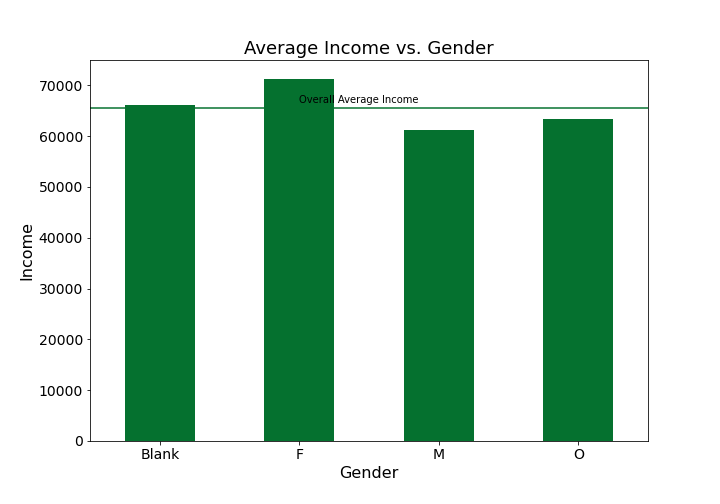 Average Income vs. Gender
70000
Overall Average Income
60000
50000
40000
Income
30000
20000
10000
0
Blank F M O
Gender